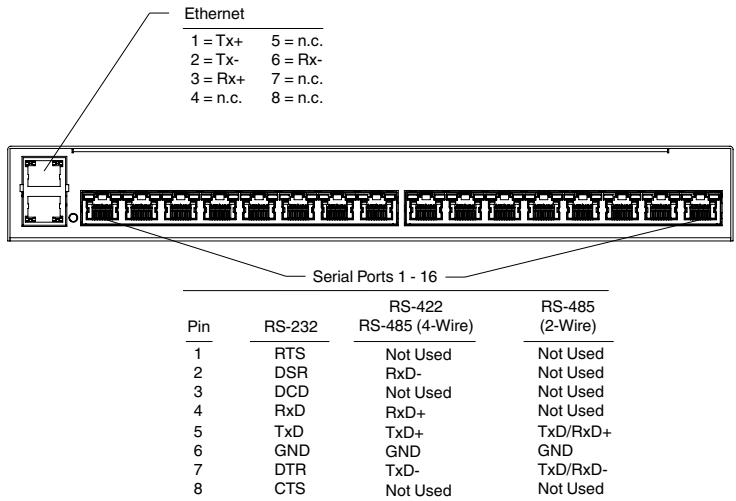 Ethernet
1 = Tx+ 5 = n.c.
2 = Tx- 6 = Rx-
3 = Rx+ 7 = n.c.
4 = n.c. 8 = n.c.
Serial Ports 1 - 16
RS-422 RS-485
Pin RS-232 RS-485 (4-Wire) (2-Wire)
1 RTS Not Used Not Used
2 DSR RxD- Not Used
3 DCD Not Used Not Used
4 RxD RxD+ Not Used
5 TxD TxD+ TxD/RxD+
6 GND GND GND
7 DTR TxD- TxD/RxD-
8 CTS Not Used Not Used